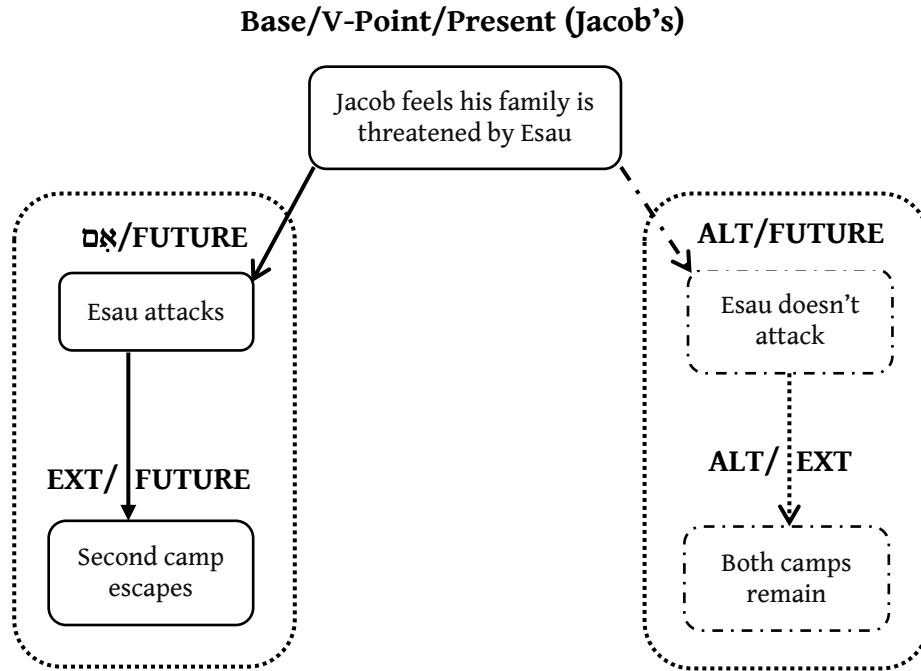 Base/V-Point/Present (Jacob’s)
Jacob feels his family is
threatened by Esau
אִם/FUTURE
Esau attacks
EXT/ FUTURE
Second camp
escapes
ALT/FUTURE
Esau doesn’t
attack
ALT/ EXT
Both camps
remain